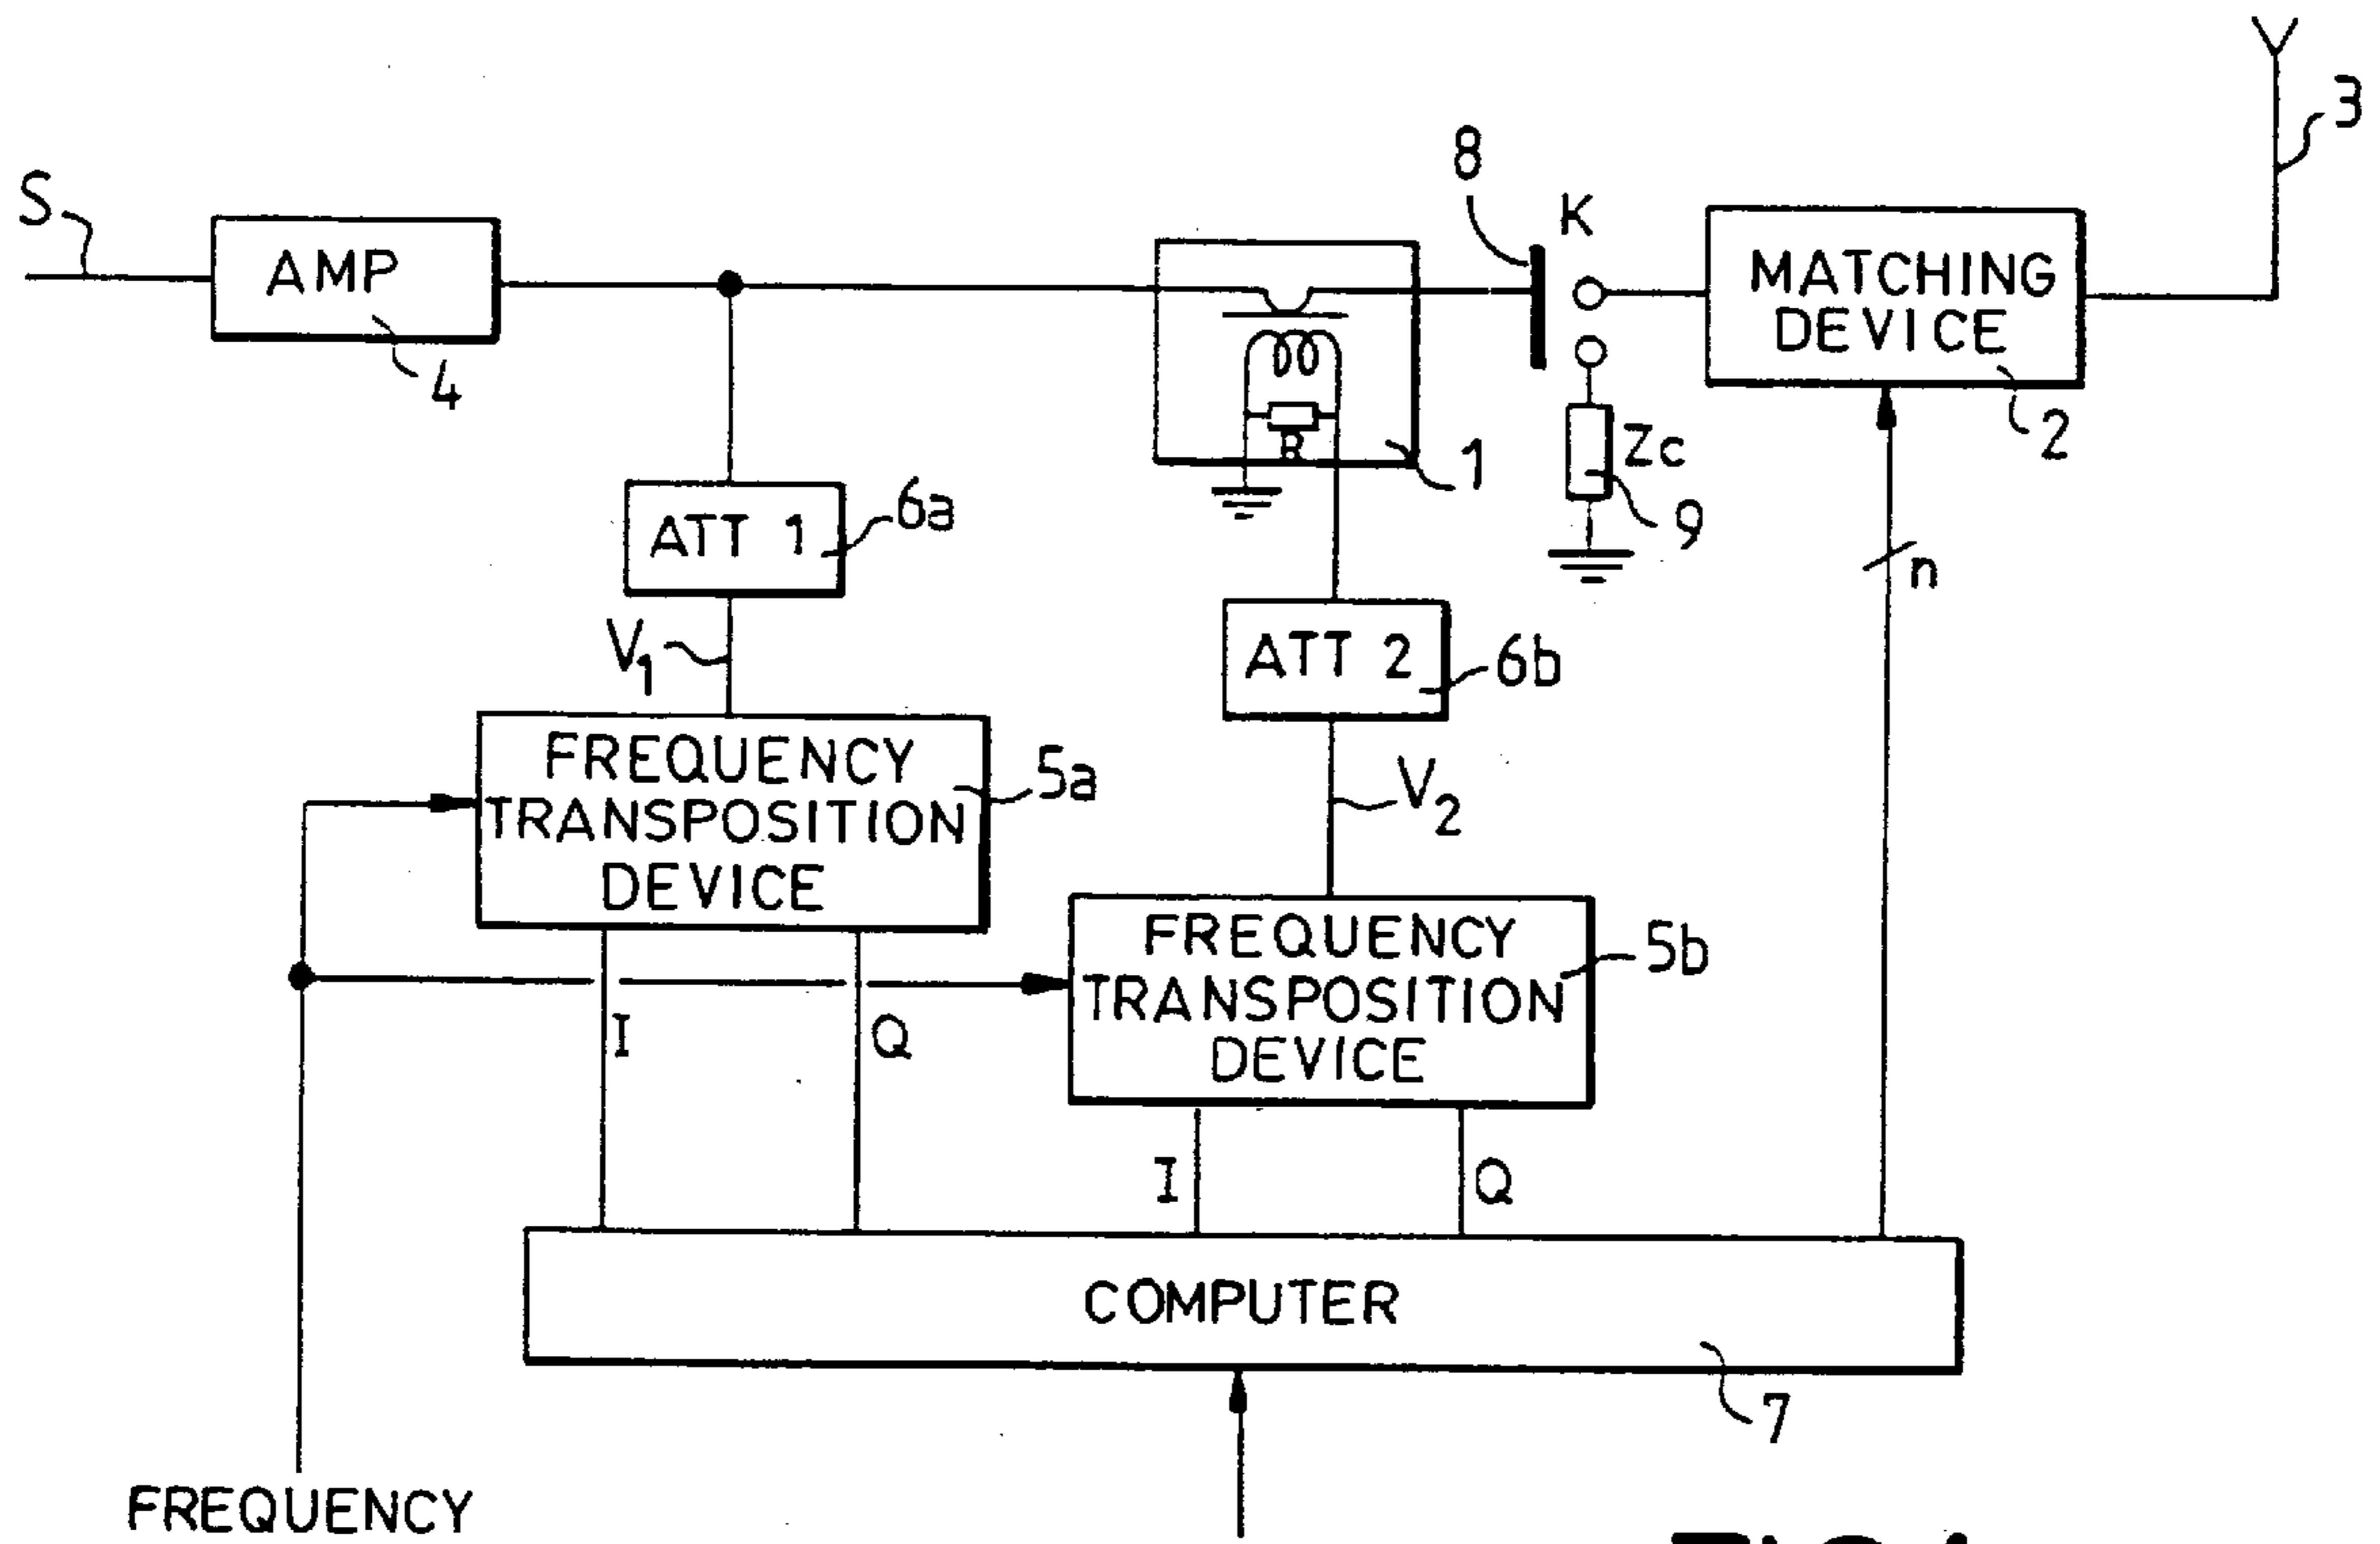 S
AMP
4
8
K
MATCHING
DEVICE
2
3
R
1
Zc
9
n
ATT 1
6a
V1
ATT 2
6b
V2
FREQUENCY
TRANSPOSITION
DEVICE
5a
FREQUENCY
TRANSPOSITION
DEVICE
5b
I
Q
I
Q
COMPUTER
7
FREQUENCY